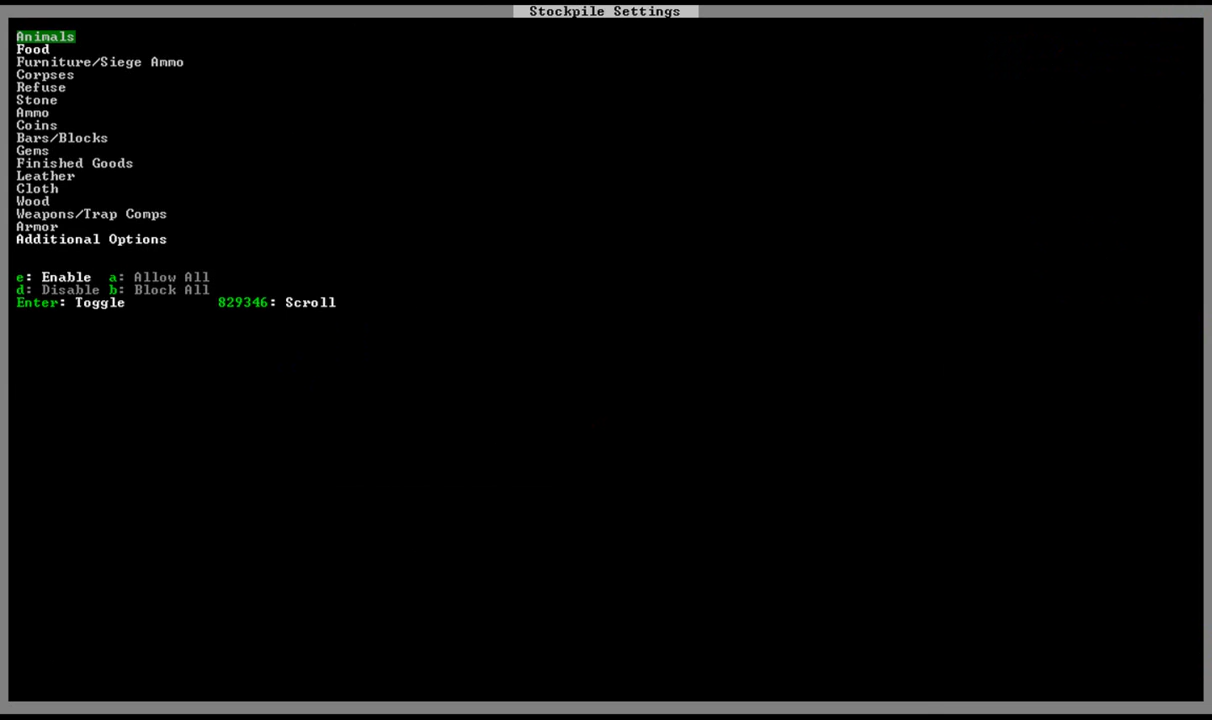 Stockpile Settings
Animals
Food
Furniture/Siege Ammo
Corpses
Refuse
Stone
Ammo
Coins
Bars/Blocks
Gems
Finished Goods
Leather
Cloth
Wood
Weapons/Trap Comps
Armor
Additional Options
e: Enable  a: Allow All
d: Disable b: Block All
Enter: Toggle           829346: Scroll